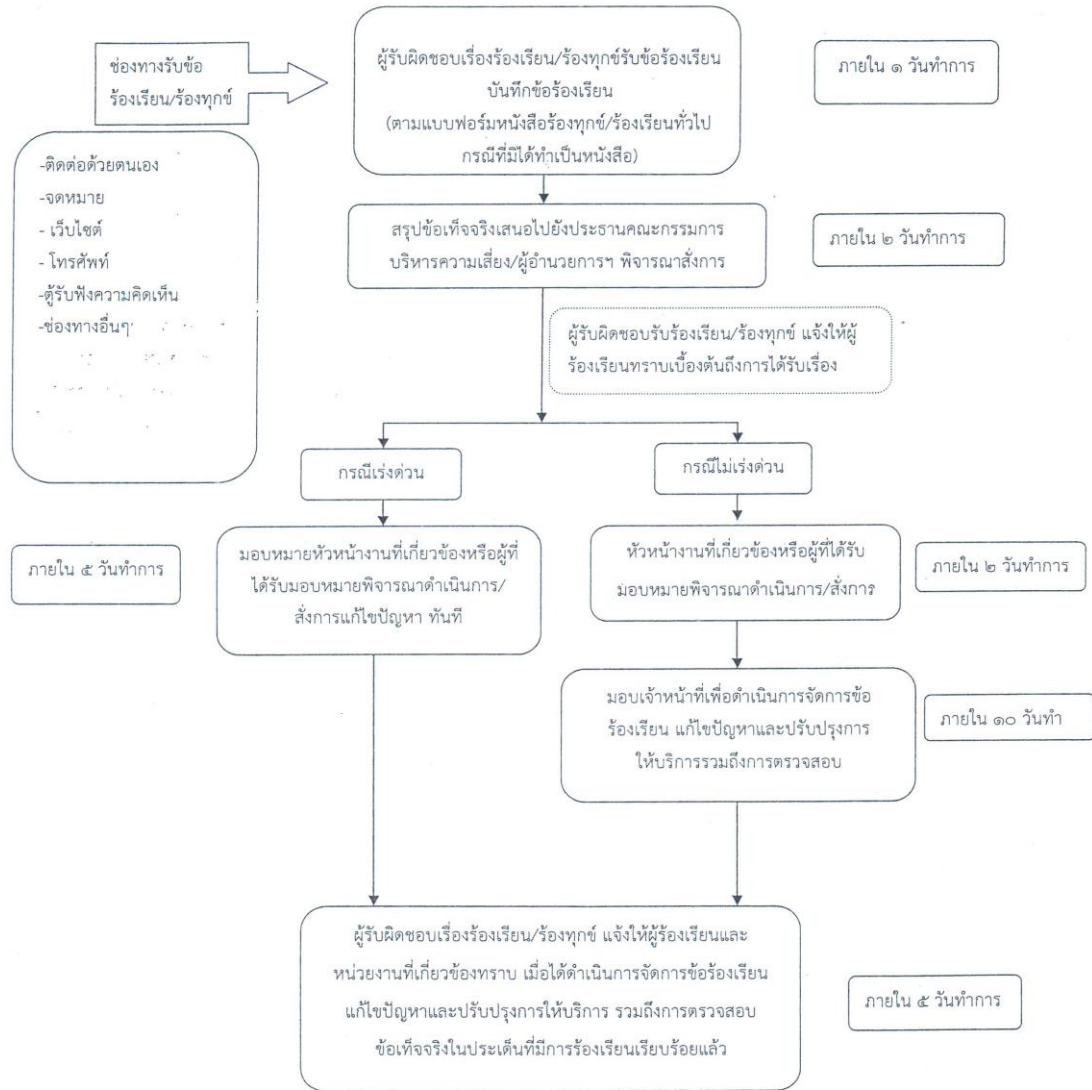 ช่องทางรับข้อ
ร้องเรียน/ร้องทุกข์
ผู้รับผิดชอบเรื่องร้องเรียน/ร้องทุกข์รับข้อร้องเรียน
บันทึกข้อร้องเรียน
(ตามแบบฟอร์มหนังสือร้องทุกข์/ร้องเรียนทั่วไป
กรณีที่มิได้ทำเป็นหนังสือ)
ภายใน ๑ วันทำการ
-ติดต่อด้วยตนเอง
-จดหมาย
- เว็บไซต์
- โทรศัพท์
-ตู้รับฟังความคิดเห็น
-ช่องทางอื่นๆ
สรุปข้อเท็จจริงเสนอไปยังประธานคณะกรรมการ
บริหารความเสี่ยง/ผู้อำนวยการฯ พิจารณาสั่งการ
ภายใน ๒ วันทำการ
ผู้รับผิดชอบรับร้องเรียน/ร้องทุกข์ แจ้งให้ผู้
ร้องเรียนทราบเบื้องต้นถึงการได้รับเรื่อง
กรณีเร่งด่วน
กรณีไม่เร่งด่วน
ภายใน ๕ วันทำการ
มอบหมายหัวหน้างานที่เกี่ยวข้องหรือผู้ที่
ได้รับมอบหมายพิจารณาดำเนินการ/
สั่งการแก้ไขปัญหา ทันที
หัวหน้างานที่เกี่ยวข้องหรือผู้ที่ได้รับ
มอบหมายพิจารณาดำเนินการ/สั่งการ
ภายใน ๒ วันทำการ
มอบเจ้าหน้าที่เพื่อดำเนินการจัดการข้อ
ร้องเรียน แก้ไขปัญหาและปรับปรุงการ
ให้บริการรวมถึงการตรวจสอบ
ภายใน ๑๐ วันทำ
ผู้รับผิดชอบเรื่องร้องเรียน/ร้องทุกข์ แจ้งให้ผู้ร้องเรียนและ
หน่วยงานที่เกี่ยวข้องทราบ เมื่อได้ดำเนินการจัดการข้อร้องเรียน
แก้ไขปัญหาและปรับปรุงการให้บริการ รวมถึงการตรวจสอบ
ข้อเท็จจริงในประเด็นที่มีการร้องเรียนเรียบร้อยแล้ว
ภายใน ๕ วันทำการ